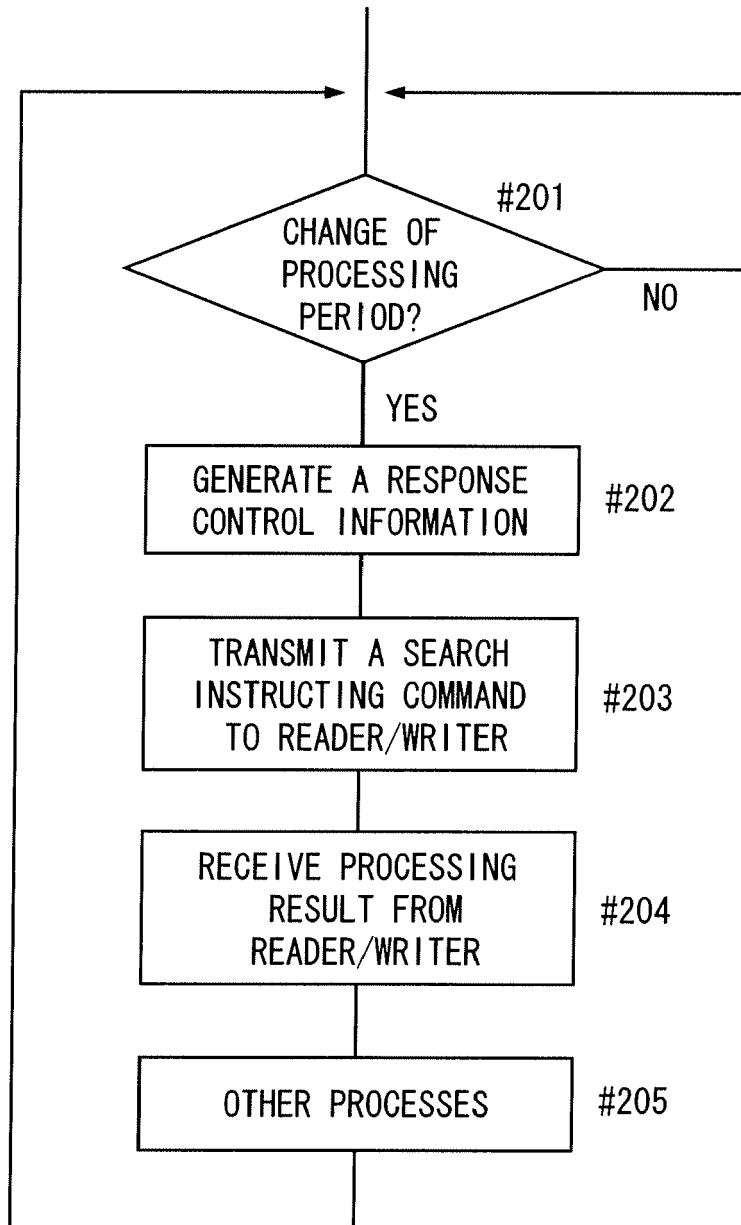 #201
CHANGE OF
PROCESSING
PERIOD?
NO
YES
GENERATE A RESPONSE
CONTROL INFORMATION
#202
TRANSMIT A SEARCH
INSTRUCTING COMMAND
TO READER/WRITER
#203
RECEIVE PROCESSING
RESULT FROM
READER/WRITER
#204
OTHER PROCESSES
#205